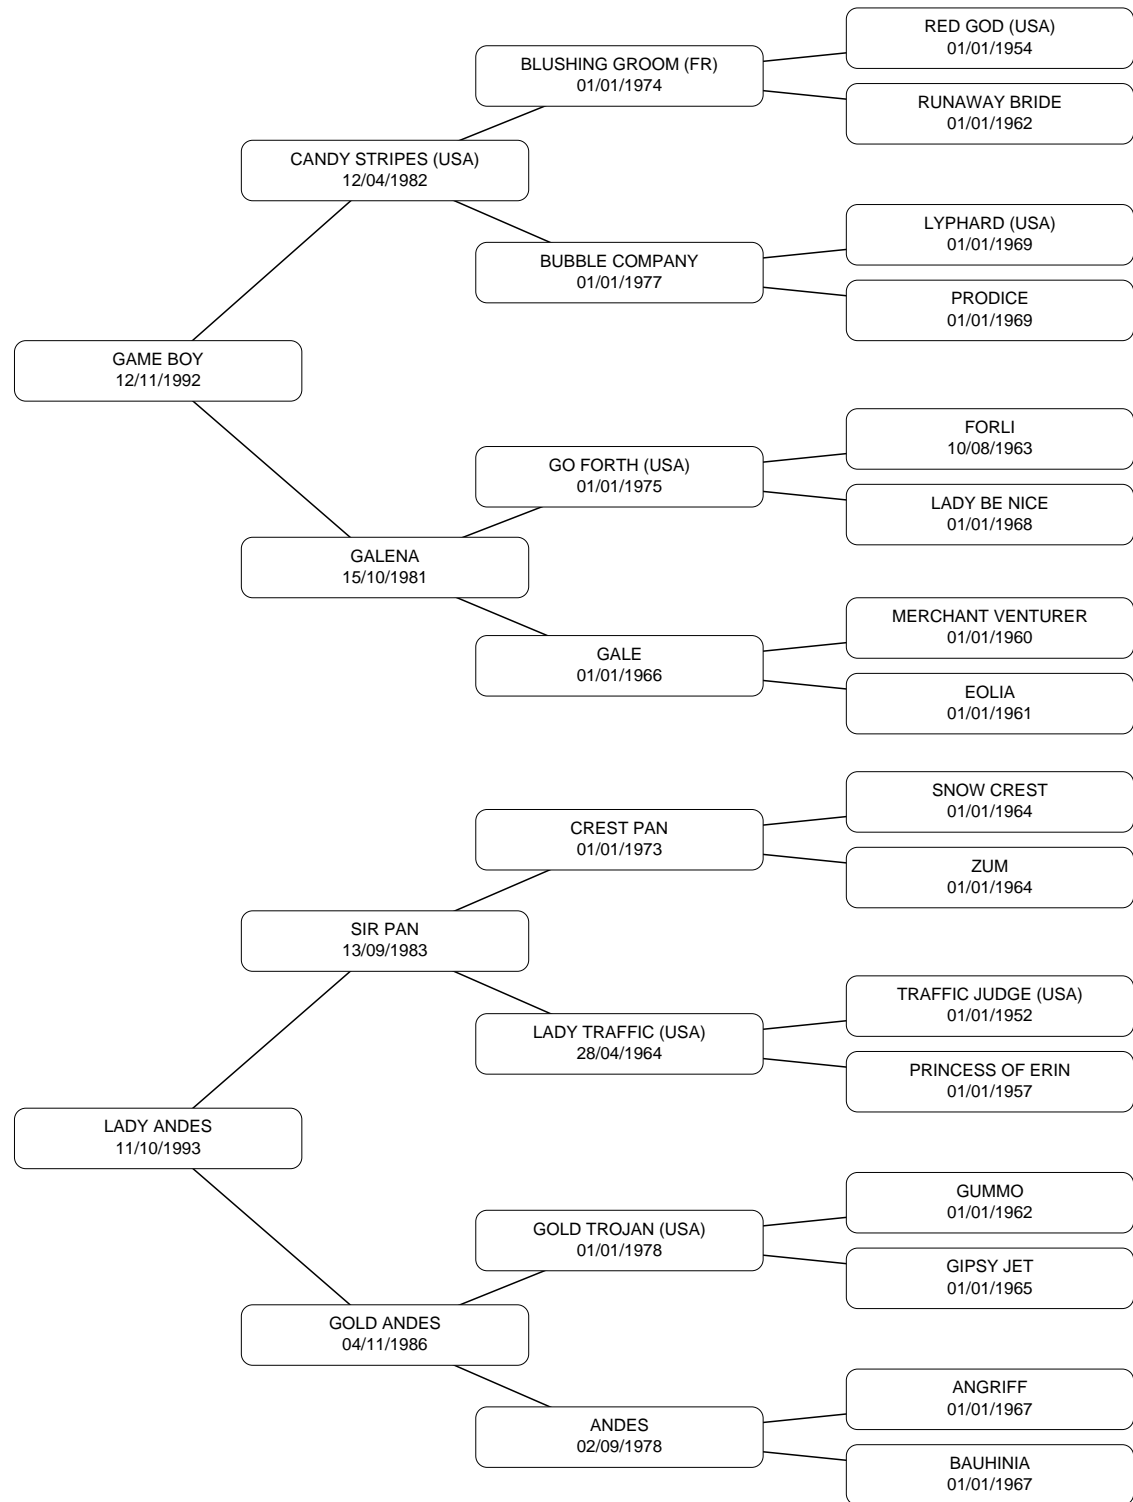 RED GOD (USA)
01/01/1954
BLUSHING GROOM (FR)
01/01/1974
RUNAWAY BRIDE
01/01/1962
CANDY STRIPES (USA)
12/04/1982
LYPHARD (USA)
01/01/1969
BUBBLE COMPANY
01/01/1977
PRODICE
01/01/1969
GAME BOY
12/11/1992
FORLI
10/08/1963
GO FORTH (USA)
01/01/1975
LADY BE NICE
01/01/1968
GALENA
15/10/1981
MERCHANT VENTURER
01/01/1960
GALE
01/01/1966
EOLIA
01/01/1961
SNOW CREST
01/01/1964
CREST PAN
01/01/1973
ZUM
01/01/1964
SIR PAN
13/09/1983
TRAFFIC JUDGE (USA)
01/01/1952
LADY TRAFFIC (USA)
28/04/1964
PRINCESS OF ERIN
01/01/1957
LADY ANDES
11/10/1993
GUMMO
01/01/1962
GOLD TROJAN (USA)
01/01/1978
GIPSY JET
01/01/1965
GOLD ANDES
04/11/1986
ANGRIFF
01/01/1967
ANDES
02/09/1978
BAUHINIA
01/01/1967